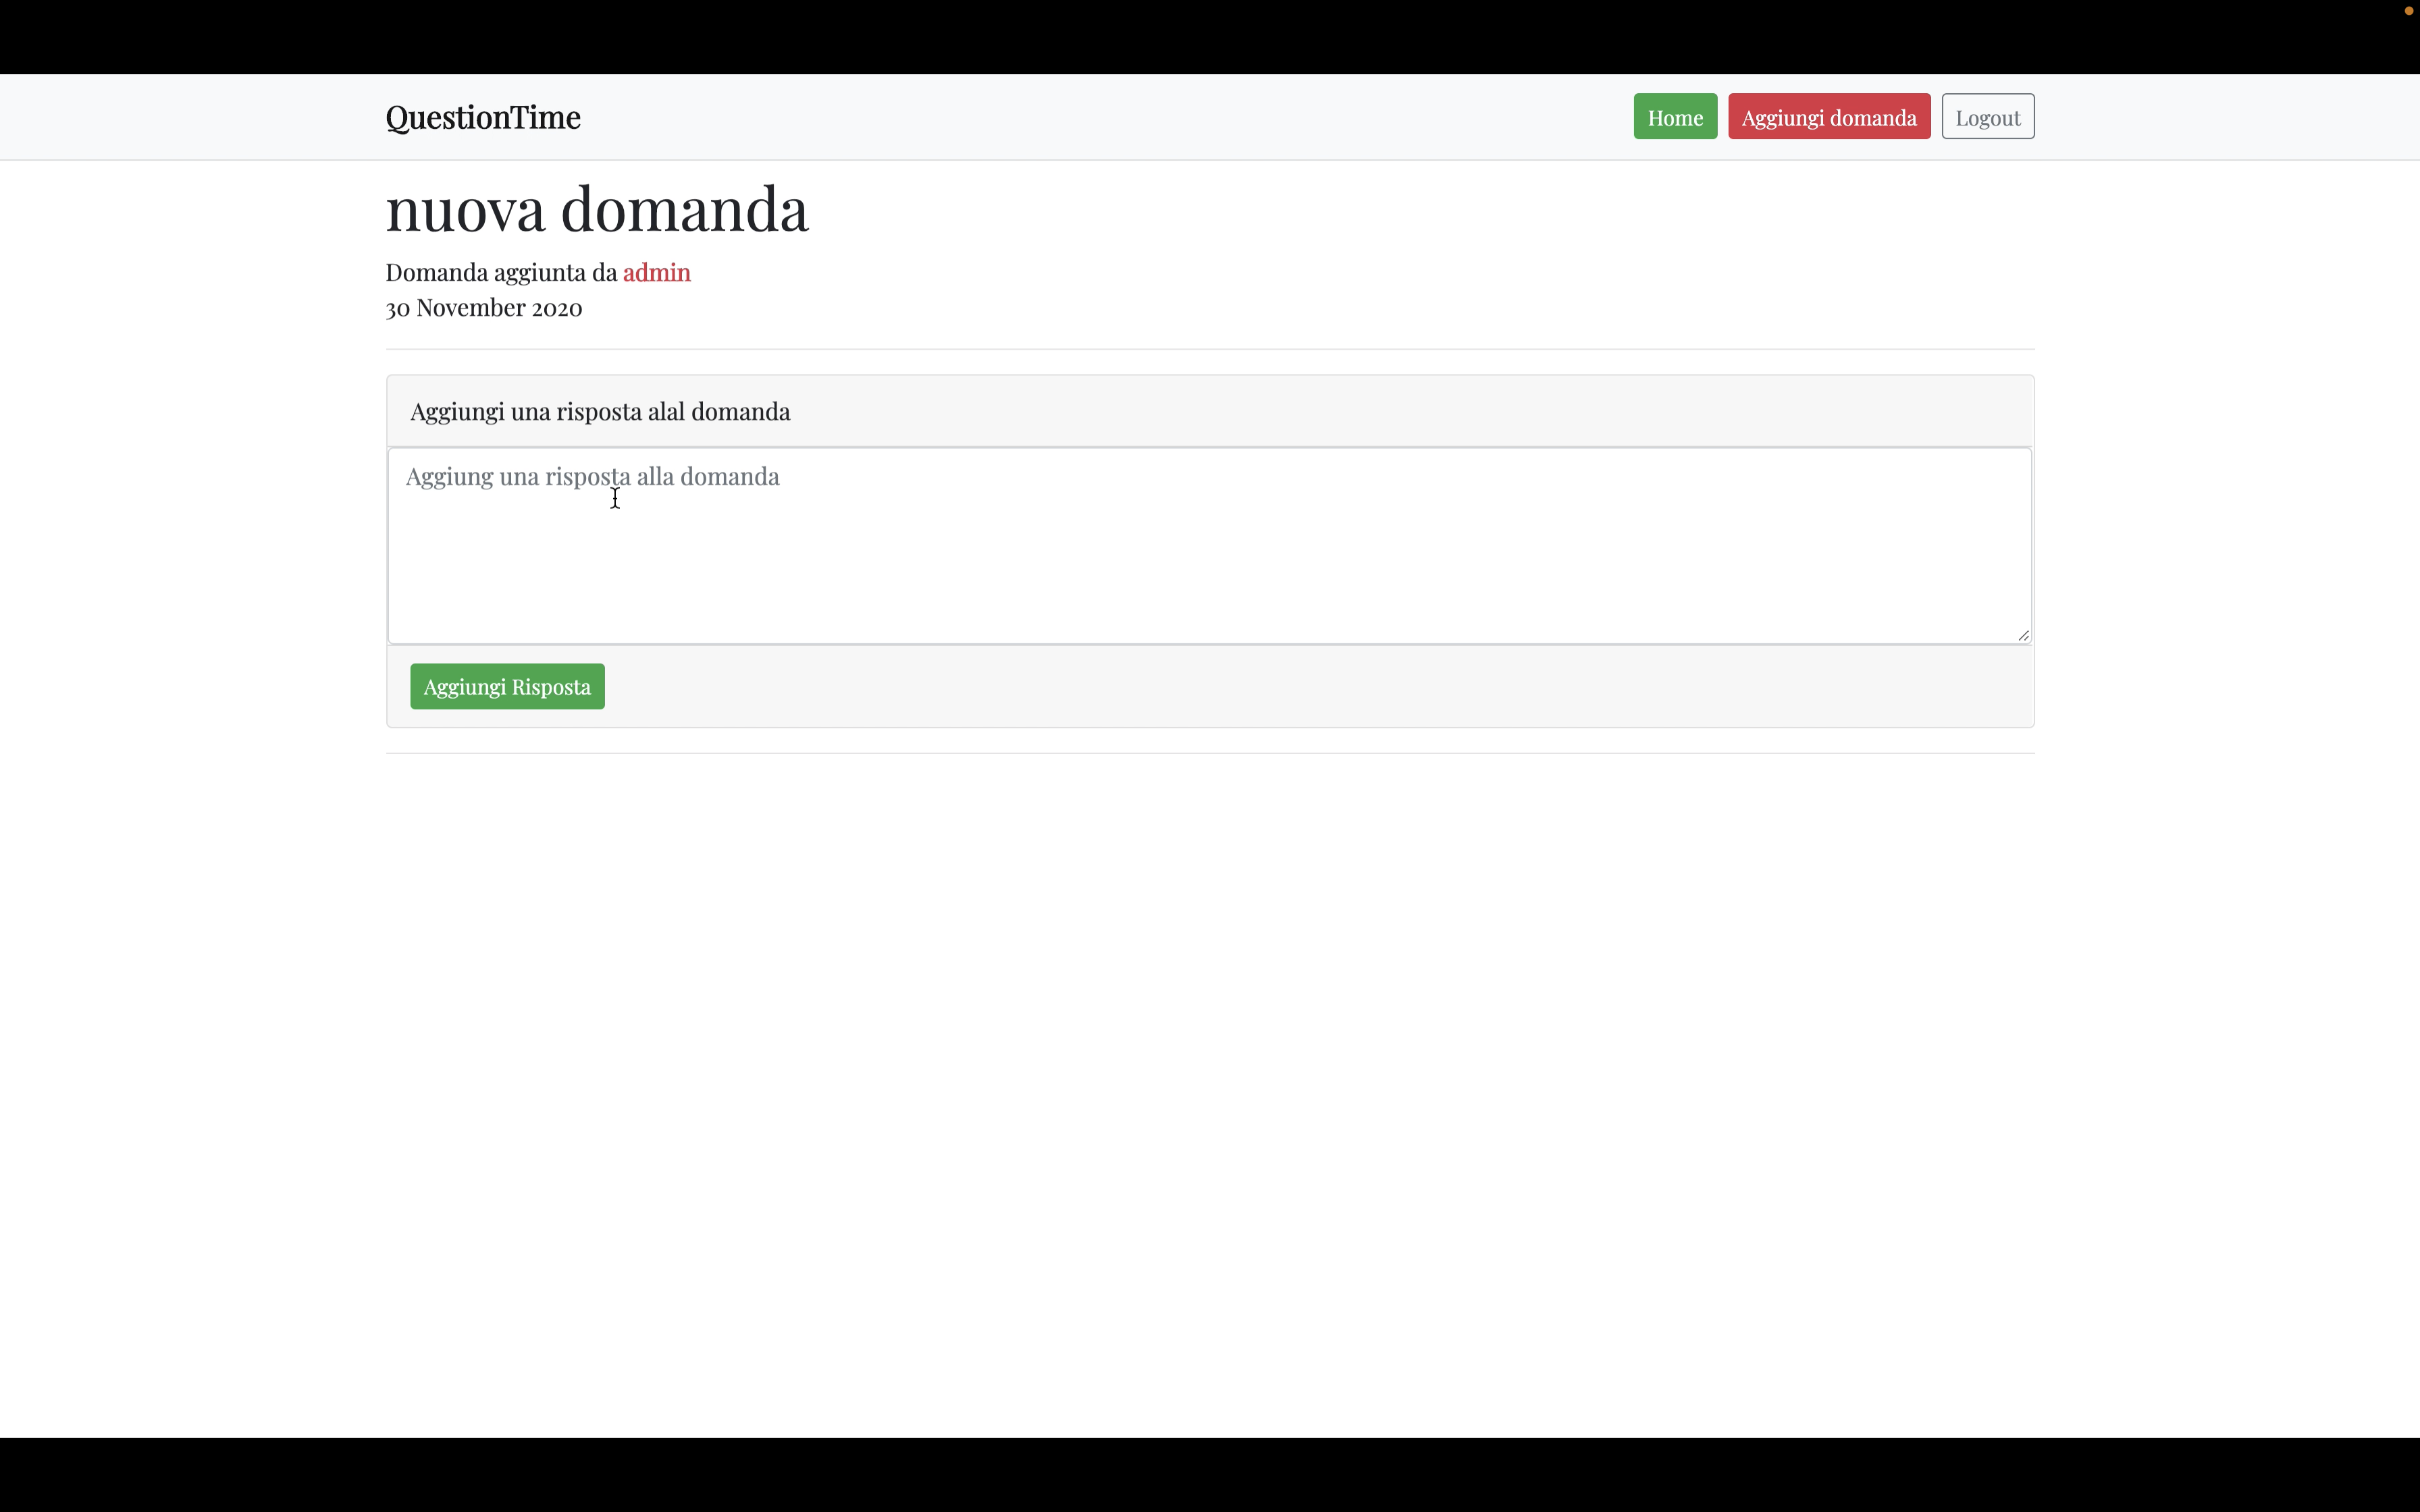 QuestionTime
Home
Aggiungi domanda
Logout
nuova domanda
Domanda aggiunta da admin
30 November 2020
Aggiungi una risposta alal domanda
Aggiung una risposta alla domanda
Aggiungi Risposta